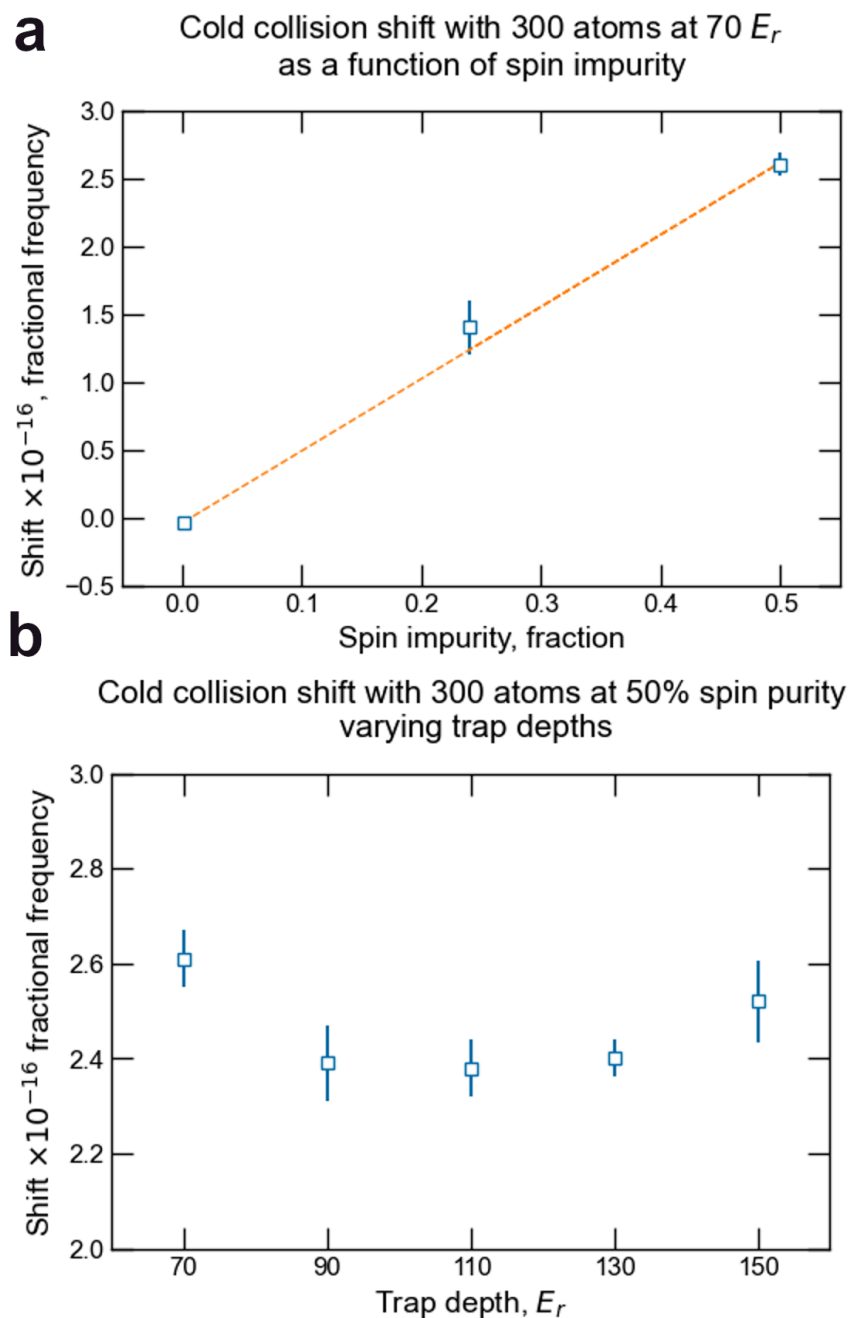 a
Cold collision shift with 300 atoms at 70 E_r
as a function of spin impurity
Shift ×10⁻¹⁶, fractional frequency
3.0
2.5
2.0
1.5
1.0
0.5
0.0
−0.5
0.0 0.1 0.2 0.3 0.4 0.5
Spin impurity, fraction
b
Cold collision shift with 300 atoms at 50% spin purity
varying trap depths
Shift ×10⁻¹⁶ fractional frequency
3.0
2.8
2.6
2.4
2.2
2.0
70 90 110 130 150
Trap depth, E_r